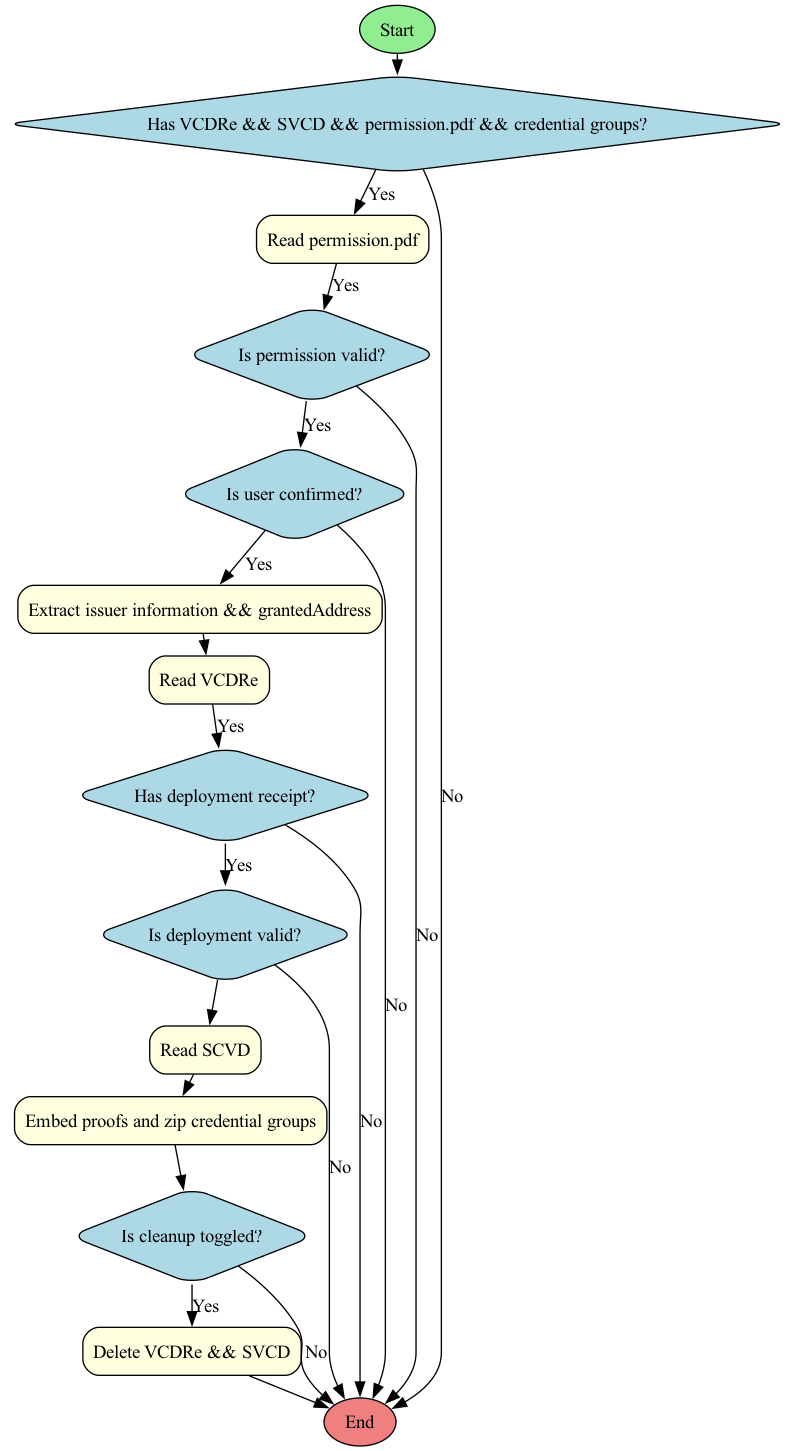 Start
Has VCDRe && SVCD && permission.pdf && credential groups?
Yes
Read permission.pdf
Yes
Is permission valid?
Yes
Is user confirmed?
Yes
Extract issuer information && grantedAddress
Read VCDRe
Yes
Has deployment receipt?
No
Yes
Is deployment valid?
No
No
Read SCVD
Embed proofs and zip credential groups
No
No
Is cleanup toggled?
Yes
Delete VCDRe && SVCD
No
End